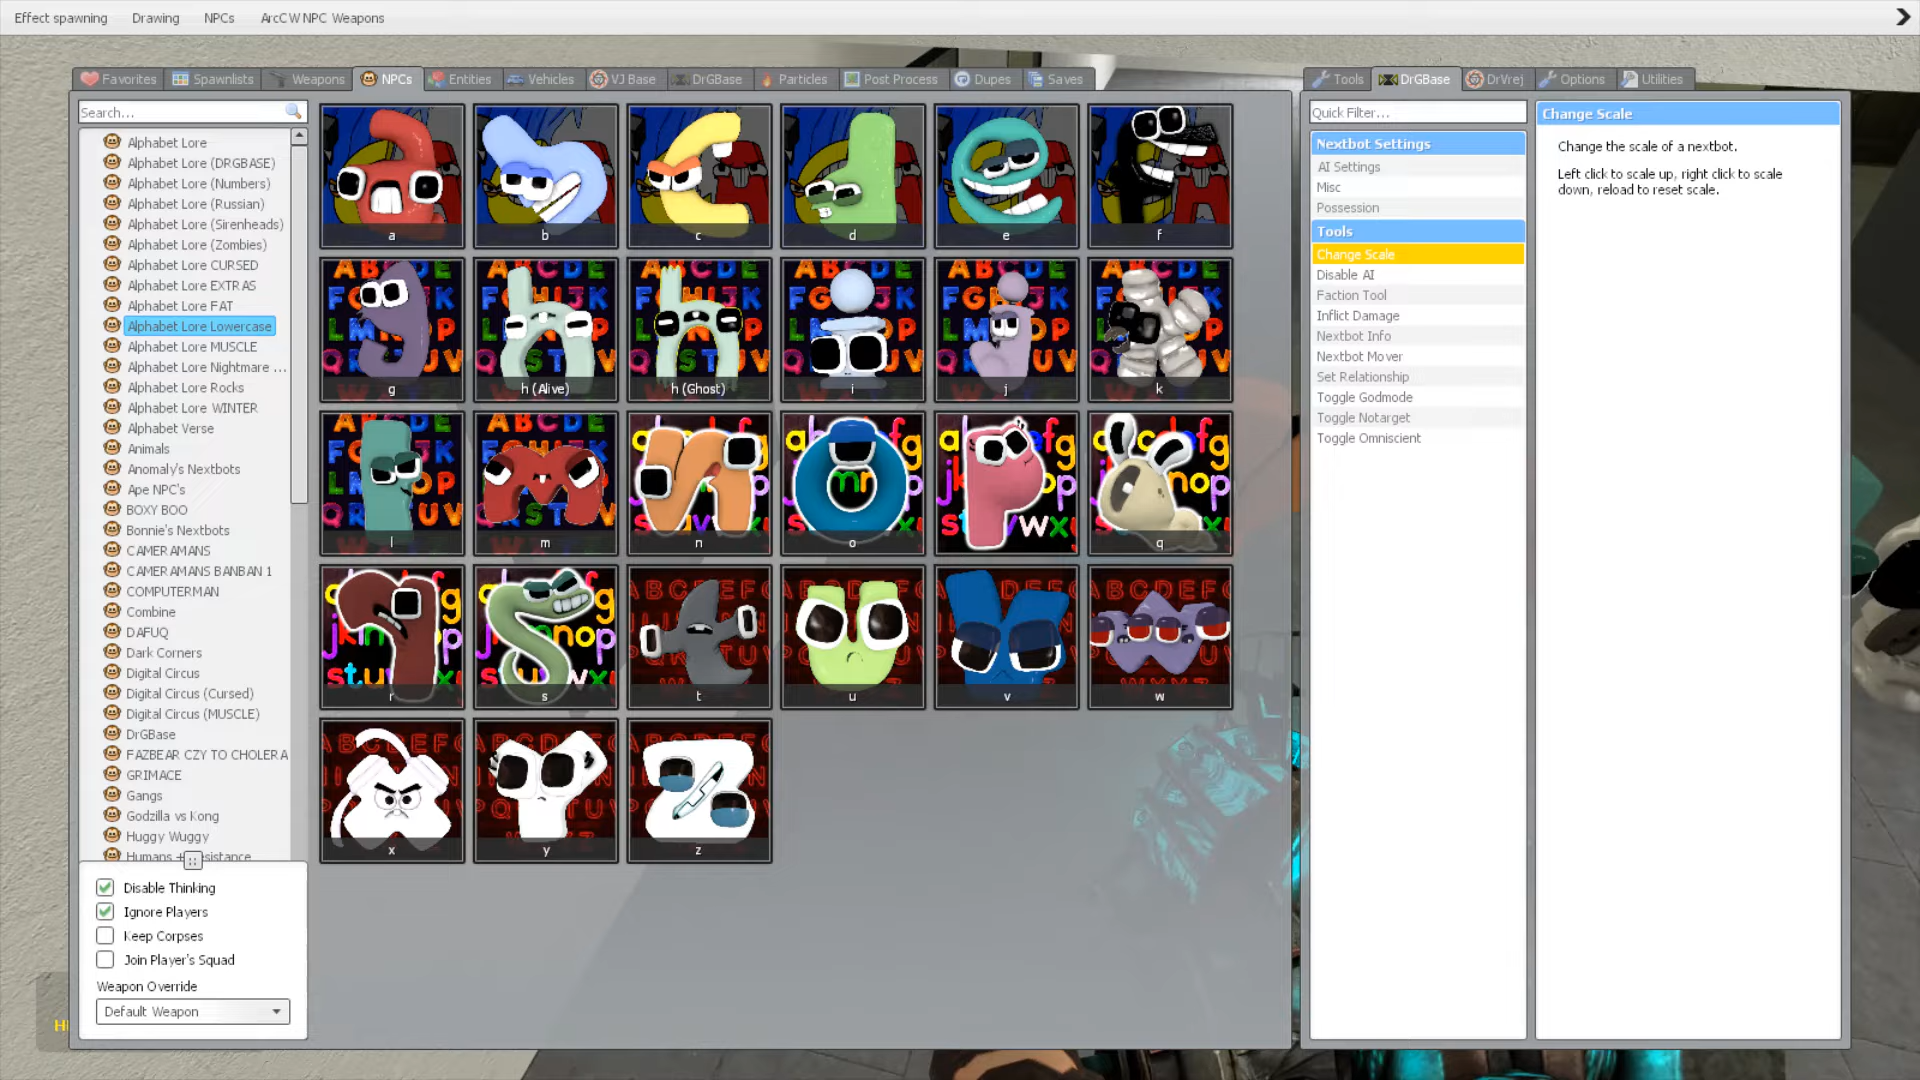 Effect spawning Drawing NPCs ArcCW NPC Weapons
Favorites Spawnlists Weapons NPCs Entities Vehicles VJ Base DrGBase Particles Post Process Dupes Saves
Search...
Alphabet Lore
Alphabet Lore (DRGBASE)
Alphabet Lore (Numbers)
Alphabet Lore (Russian)
Alphabet Lore (Sirenheads)
Alphabet Lore (Zombies)
Alphabet Lore CURSED
Alphabet Lore EXTRAS
Alphabet Lore FAT
Alphabet Lore Lowercase
Alphabet Lore MUSCLE
Alphabet Lore Nightmare ...
Alphabet Lore Rocks
Alphabet Lore WINTER
Alphabet Verse
Animals
Anomaly's Nextbots
Ape NPC's
BOXY BOO
Bonnie's Nextbots
CAMERAMANS
CAMERAMANS BANBAN 1
COMPUTERMAN
Combine
DAFUQ
Dark Corners
Digital Circus
Digital Circus (Cursed)
Digital Circus (MUSCLE)
DrGBase
FAZBEAR CZY TO CHOLERA
GRIMACE
Gangs
Godzilla vs Kong
Huggy Wuggy
Humans +
Disable Thinking
Ignore Players
Keep Corpses
Join Player's Squad
Weapon Override
Default Weapon
a b c d e f
g h (Alive) h (Ghost) i j k
l m n o p q
r s t u v w
x y z
Tools DrGBase DrVrej Options Utilities
Quick Filter...
Nextbot Settings
AI Settings
Misc
Possession
Tools
Change Scale
Disable AI
Faction Tool
Inflict Damage
Nextbot Info
Nextbot Mover
Set Relationship
Toggle Godmode
Toggle Notarget
Toggle Omniscient
Change Scale
Change the scale of a nextbot.
Left click to scale up, right click to scale
down, reload to reset scale.